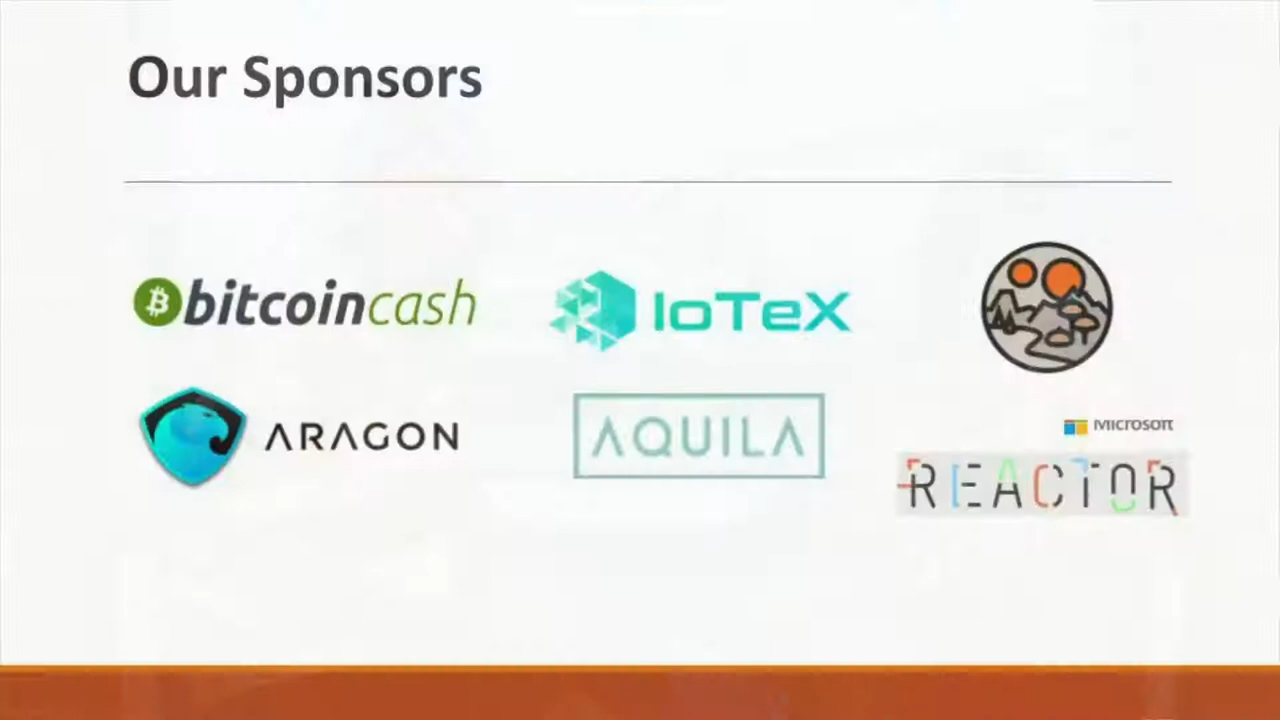 Our Sponsors
bitcoincash
IoTeX
ARAGON
AQUILA
Microsoft
REACTOR